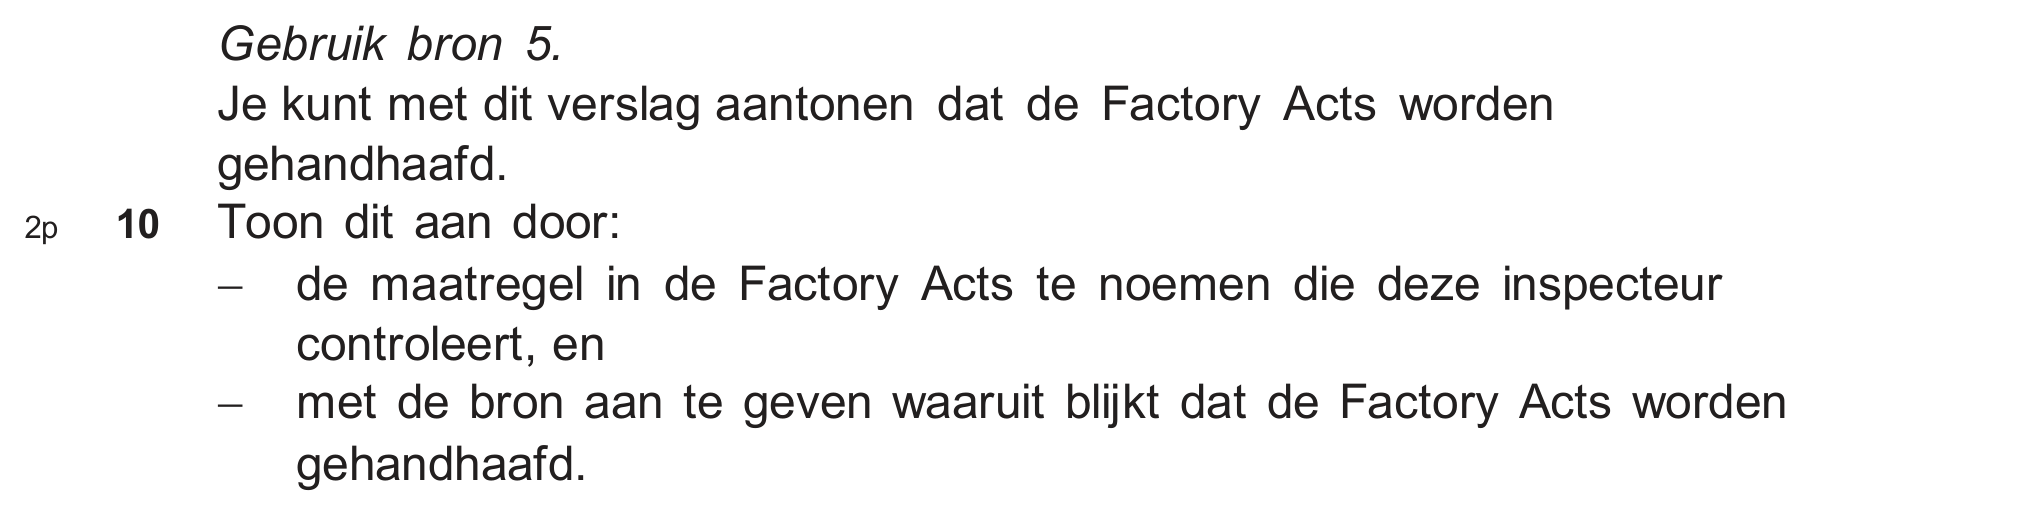 Gebruik bron 5.
Je kunt met dit verslag aantonen dat de Factory Acts worden
gehandhaafd.
2p 10 Toon dit aan door:
– de maatregel in de Factory Acts te noemen die deze inspecteur
controleert, en
– met de bron aan te geven waaruit blijkt dat de Factory Acts worden
gehandhaafd.